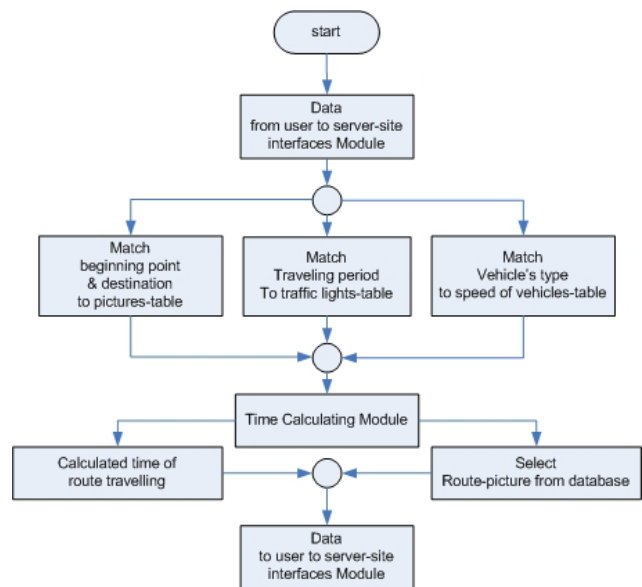 start
Data
from user to server-site
interfaces Module
Match
beginning point
& destination
to pictures-table
Match
Traveling period
To traffic lights-table
Match
Vehicle's type
to speed of vehicles-table
Time Calculating Module
Calculated time of
route travelling
Select
Route-picture from database
Data
to user to server-site
interfaces Module